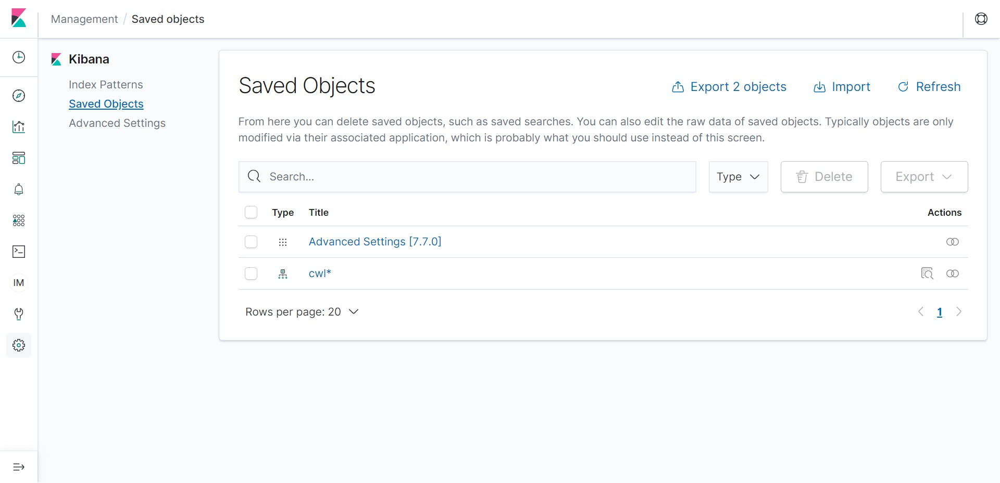 Management / Saved objects
Kibana
Index Patterns
Saved Objects
Advanced Settings
IM
Saved Objects
Export 2 objects
Import
Refresh
From here you can delete saved objects, such as saved searches. You can also edit the raw data of saved objects. Typically objects are only
modified via their associated application, which is probably what you should use instead of this screen.
Search...
Type
Delete
Export
Type Title Actions
Advanced Settings [7.7.0]
cwl*
Rows per page: 20
1